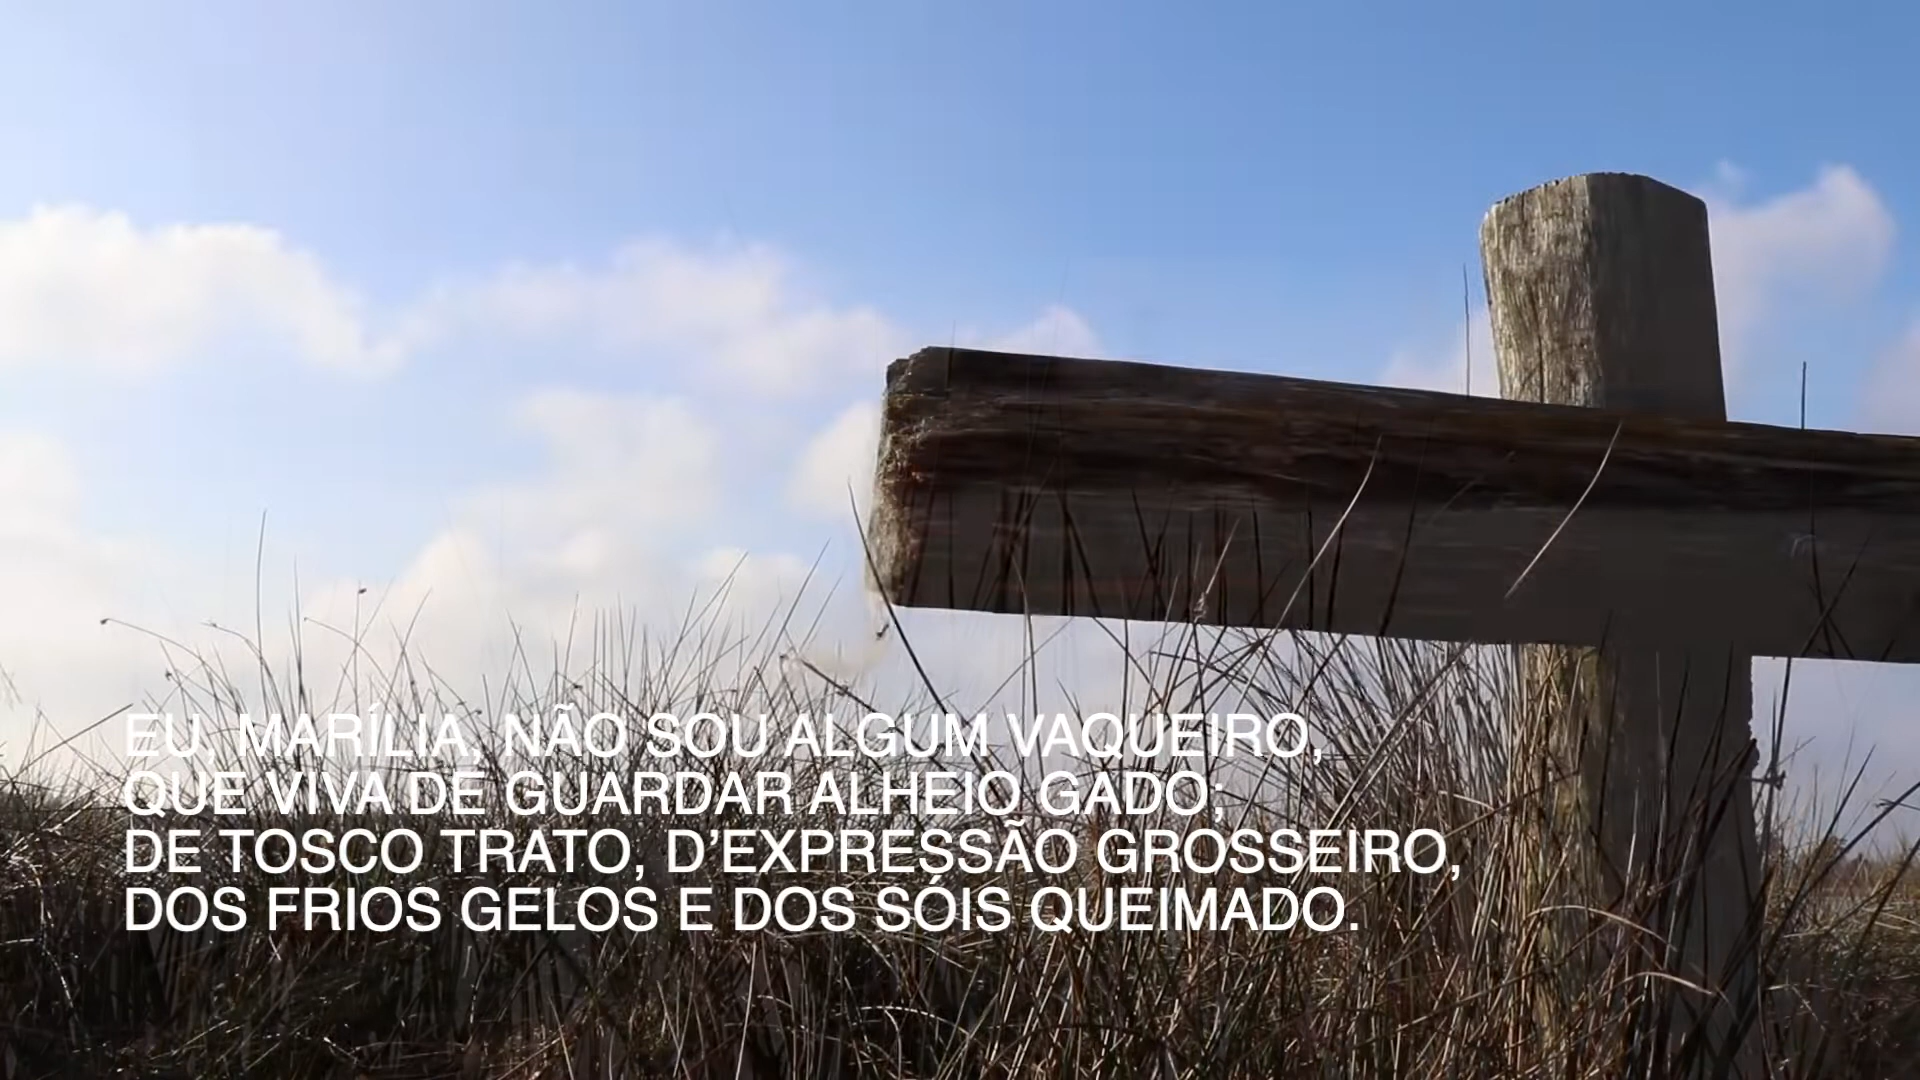 EU, MARÍLIA, NÃO SOU ALGUM VAQUEIRO,
QUE VIVA DE GUARDAR ALHEIO GADO;
DE TOSCO TRATO, D’EXPRESSÃO GROSSEIRO,
DOS FRIOS GELOS E DOS SÓIS QUEIMADO.